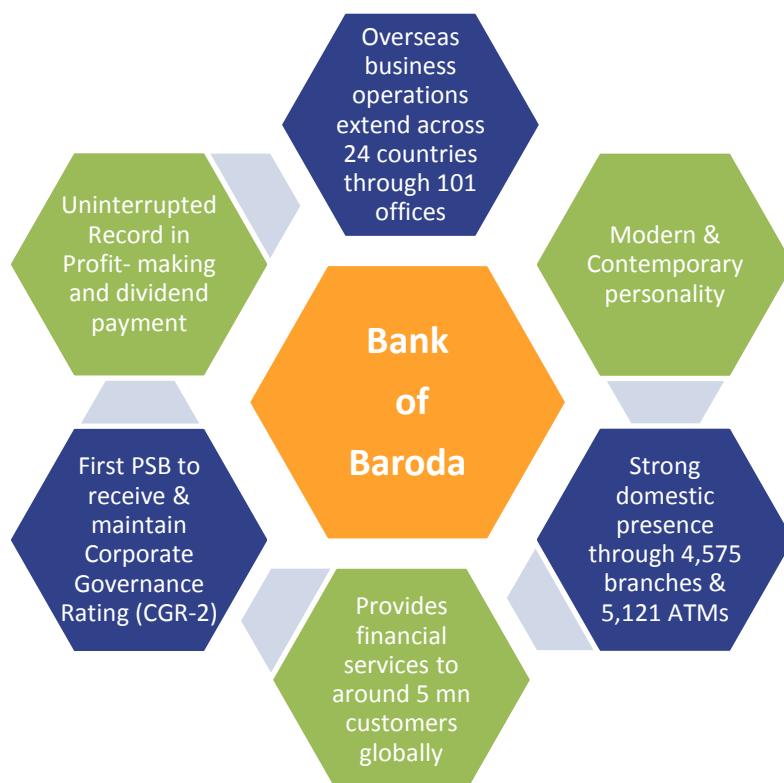 Overseas
business
operations
extend across
24 countries
through 101
offices
Uninterrupted
Record in
Profit- making
and dividend
payment
Modern &
Contemporary
personality
Bank
of
Baroda
First PSB to
receive &
maintain
Corporate
Governance
Rating (CGR-2)
Strong
domestic
presence
through 4,575
branches &
5,121 ATMs
Provides
financial
services to
around 5 mn
customers
globally